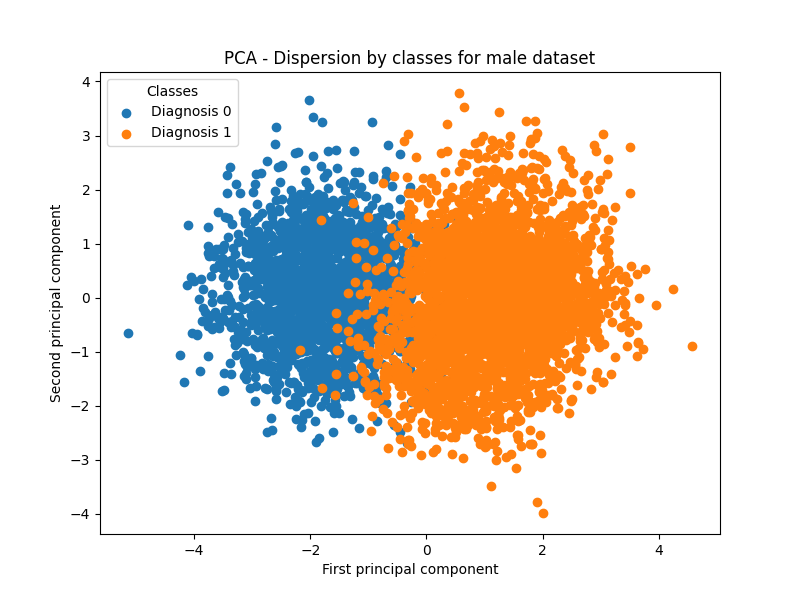 PCA - Dispersion by classes for male dataset
Classes
Diagnosis 0
Diagnosis 1
4
3
2
1
0
−1
−2
−3
−4
Second principal component
−4
−2
0
2
4
First principal component